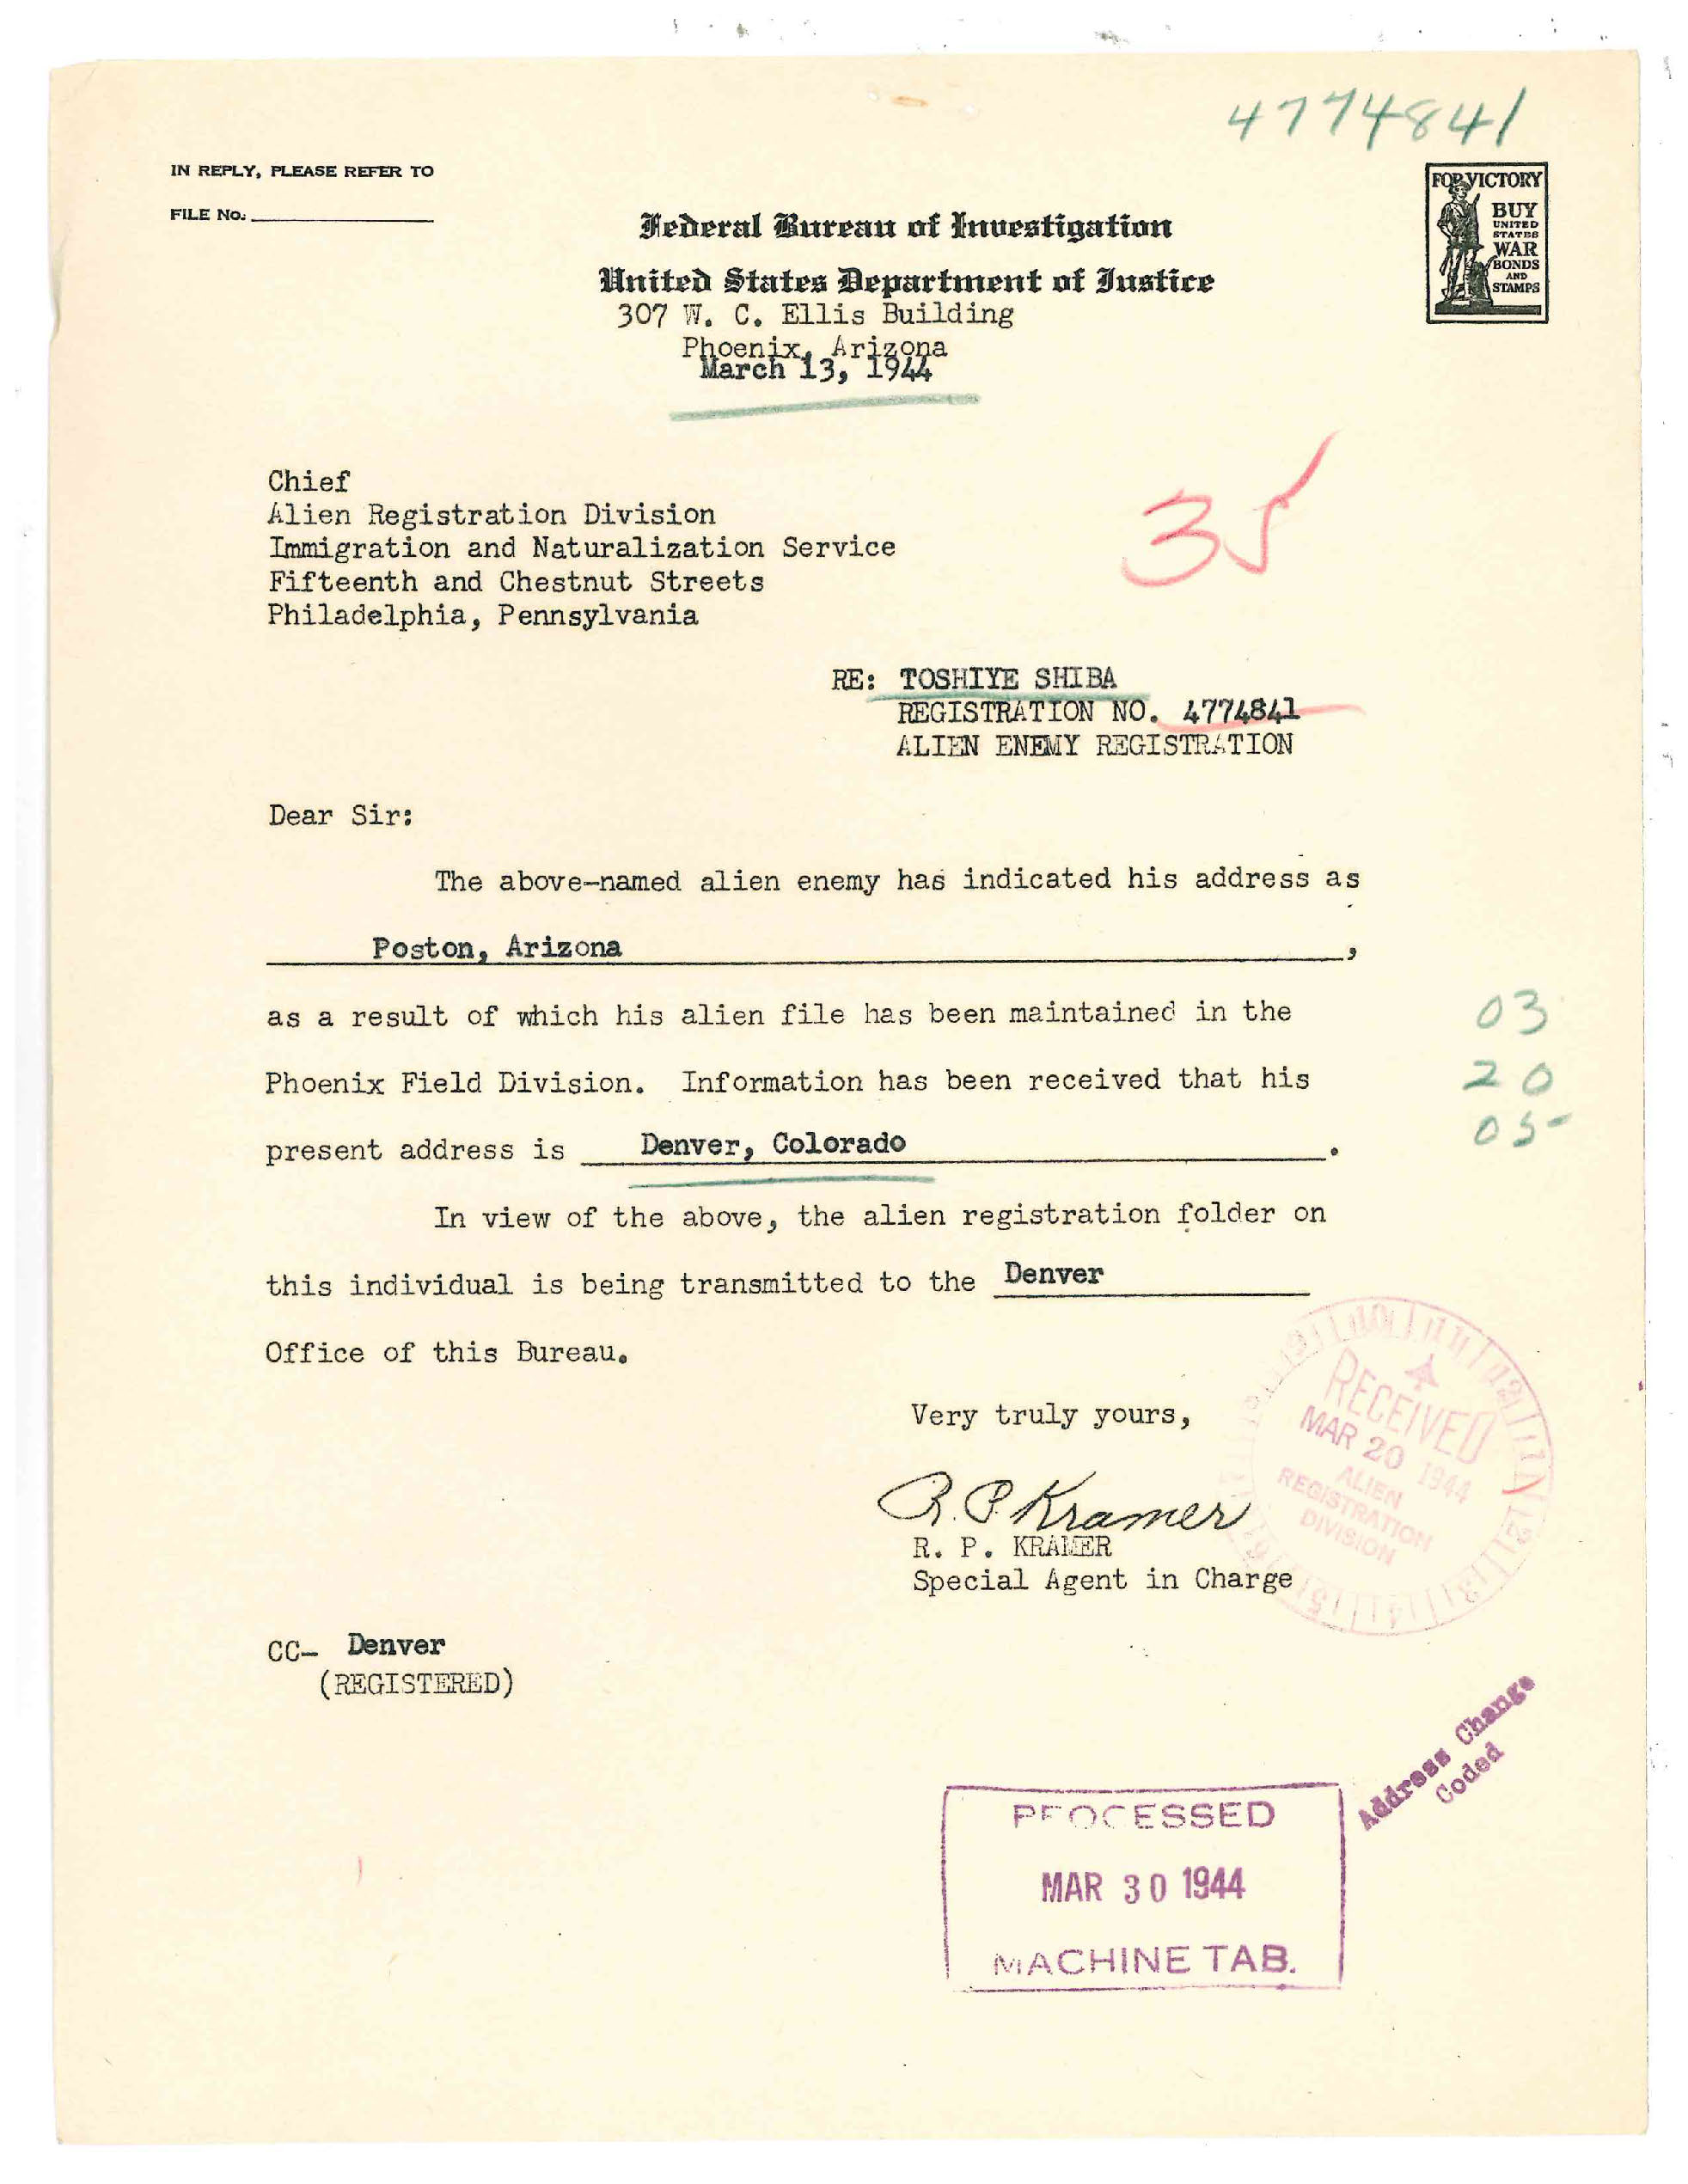 4774841
IN REPLY, PLEASE REFER TO
FILE No.
FOR VICTORY
BUY
UNITED
STATES
WAR
BONDS
AND
STAMPS
Federal Bureau of Investigation
United States Department of Justice
307 W. C. Ellis Building
Phoenix, Arizona
March 13, 1944
Chief
Alien Registration Division
Immigration and Naturalization Service
Fifteenth and Chestnut Streets
Philadelphia, Pennsylvania
35
RE: TOSHIYE SHIBA
REGISTRATION NO. 4774841
ALIEN ENEMY REGISTRATION
Dear Sir:
The above-named alien enemy has indicated his address as
Poston, Arizona,
as a result of which his alien file has been maintained in the
03
Phoenix Field Division. Information has been received that his
20
present address is Denver, Colorado.
05-
In view of the above, the alien registration folder on
this individual is being transmitted to the Denver
Office of this Bureau.
Very truly yours,
RECEIVED
MAR 20 1944
ALIEN
REGISTRATION
DIVISION
R. P. Kramer
R. P. KRAMER
Special Agent in Charge
CC- Denver
(REGISTERED)
Address Change
Coded
PROCESSED
MAR 30 1944
MACHINE TAB.